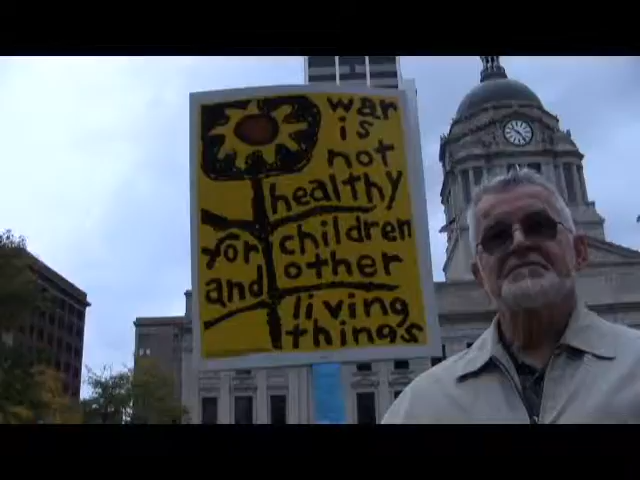 war
is
not
healthy
for children
and other
living
things